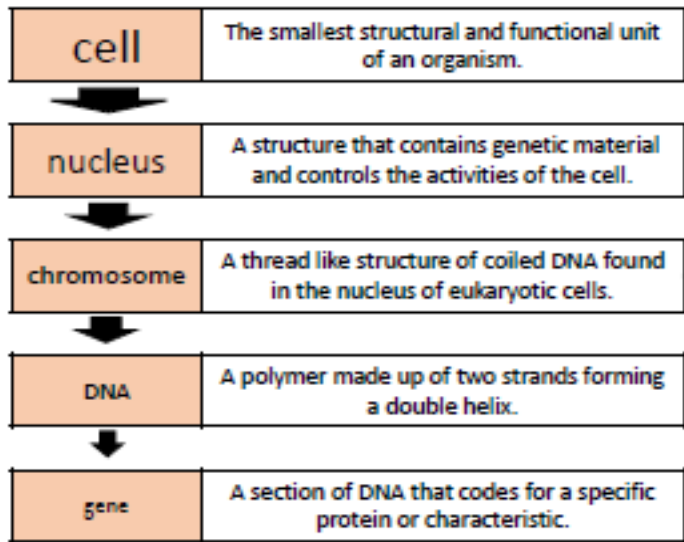 cell
The smallest structural and functional unit
of an organism.
nucleus
A structure that contains genetic material
and controls the activities of the cell.
chromosome
A thread like structure of coiled DNA found
in the nucleus of eukaryotic cells.
DNA
A polymer made up of two strands forming
a double helix.
gene
A section of DNA that codes for a specific
protein or characteristic.